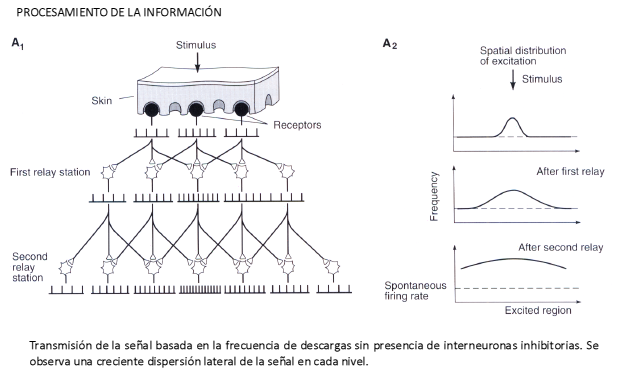 PROCESAMIENTO DE LA INFORMACIÓN
A1
Stimulus
Skin
Receptors
First relay station
Second
relay
station
A2
Spatial distribution
of excitation
Stimulus
After first relay
Frequency
After second relay
Spontaneous
firing rate
Excited region
Transmisión de la señal basada en la frecuencia de descargas sin presencia de interneuronas inhibitorias. Se
observa una creciente dispersión lateral de la señal en cada nivel.